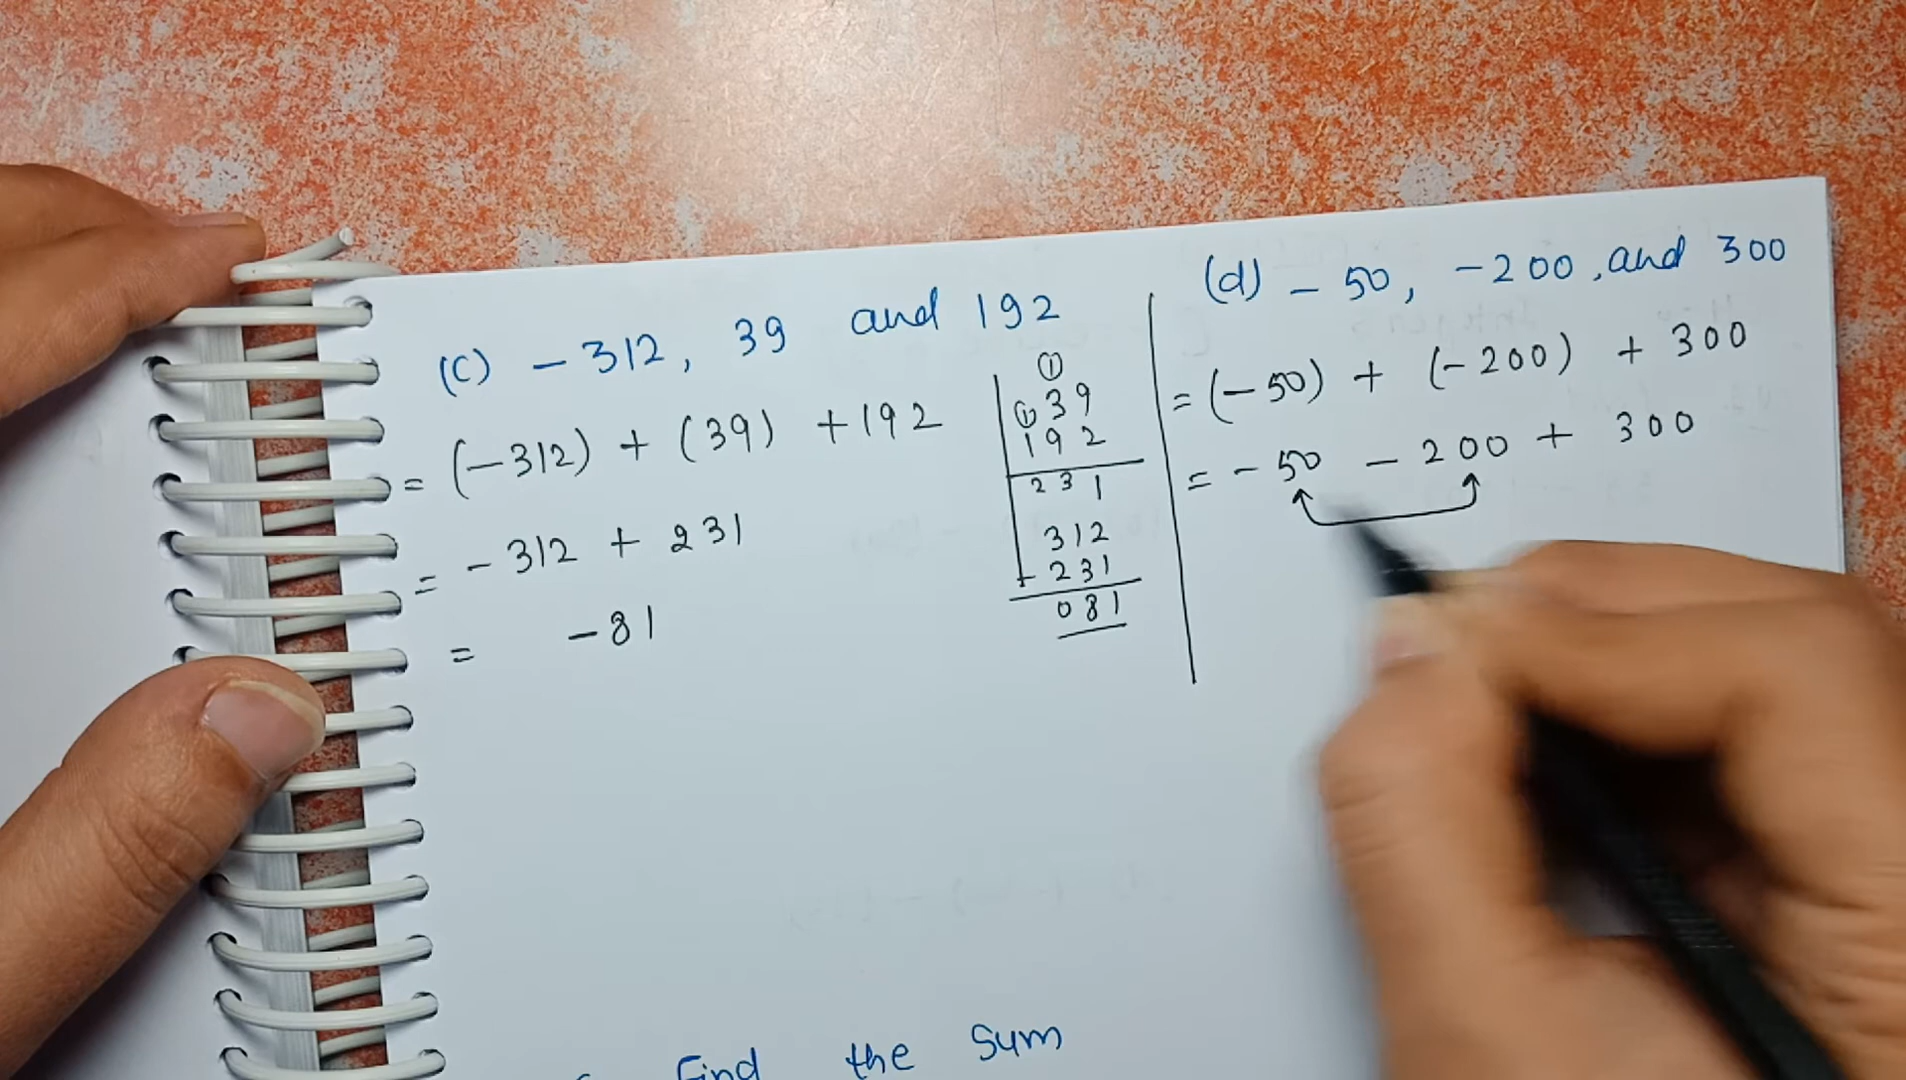 (C) – 312, 39 and 192
= (– 312) + (39) + 192
= – 312 + 231
= – 81
① 
① 39
192
231
312
– 231
081
(d) – 50, – 200, and 300
= (– 50) + (– 200) + 300
= – 50 – 200 + 300
Find the Sum